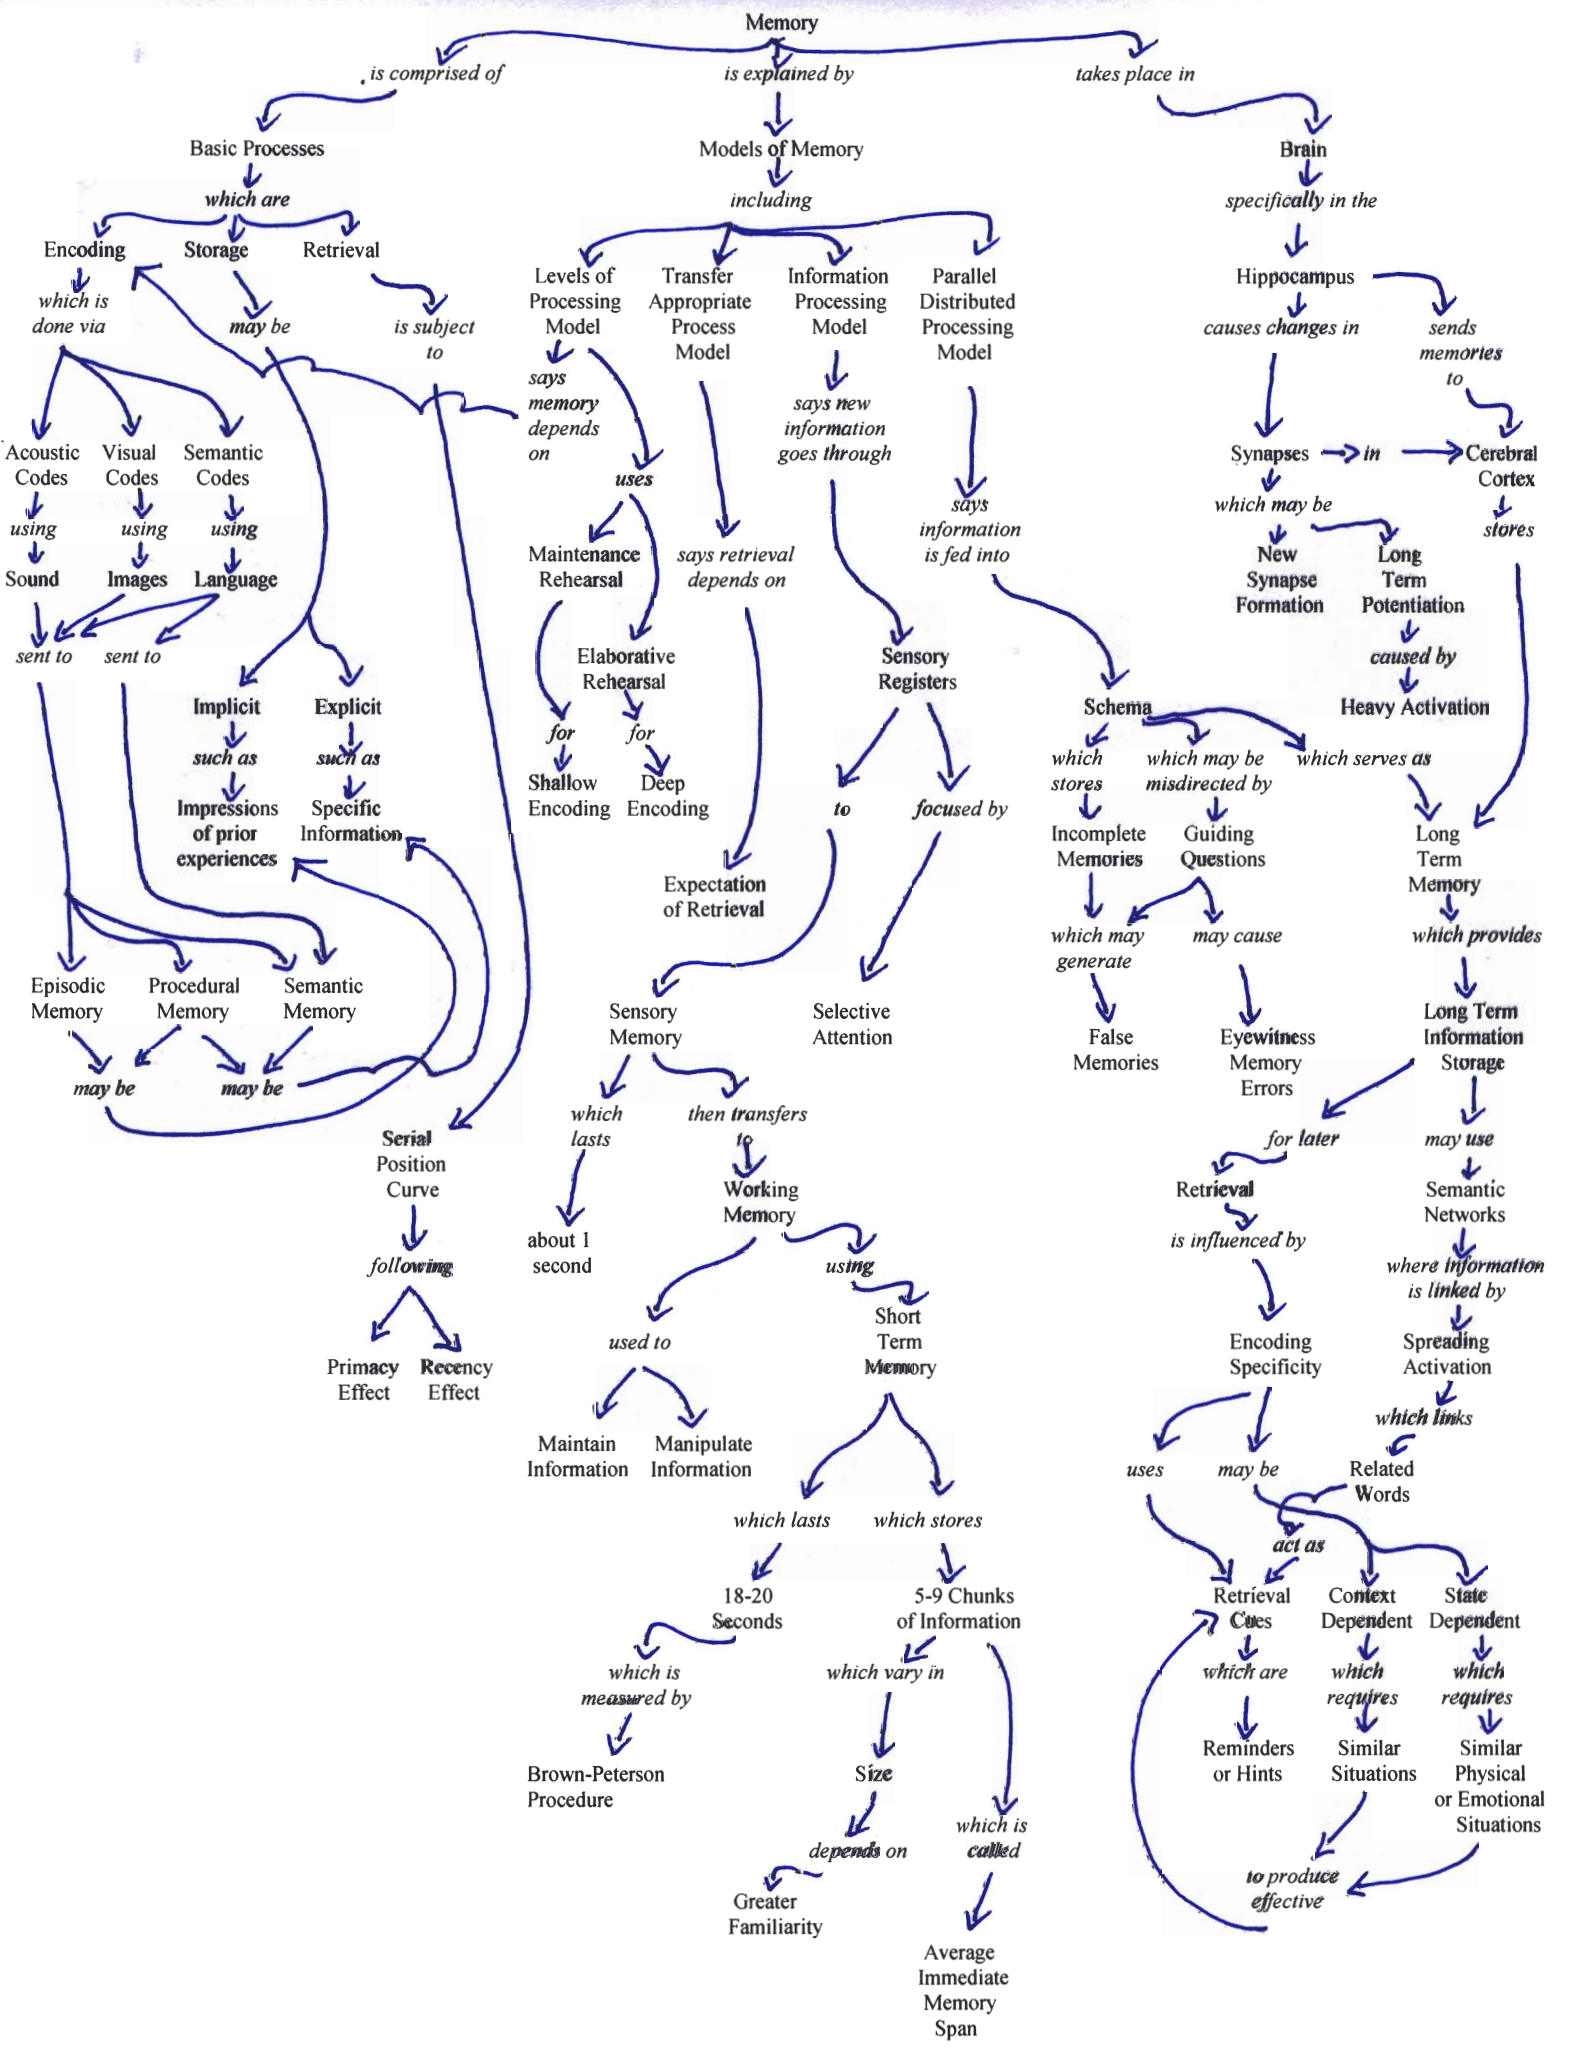 Memory
is comprised of
is explained by
takes place in
Basic Processes
Models of Memory
Brain
which are
including
specifically in the
Encoding
Storage
Retrieval
Levels of
Processing
Model
Transfer
Appropriate
Process
Model
Information
Processing
Model
Parallel
Distributed
Processing
Model
Hippocampus
which is
done via
may be
is subject
to
says
memory
depends
on
says new
information
goes through
causes changes in
sends
memories
to
Acoustic
Codes
Visual
Codes
Semantic
Codes
uses
Synapses
in
Cerebral
Cortex
using
using
using
says
information
is fed into
which may be
stores
Sound
Images
Language
Maintenance
Rehearsal
says retrieval
depends on
New
Synapse
Formation
Long
Term
Potentiation
sent to
sent to
Elaborative
Rehearsal
Sensory
Registers
caused by
Implicit
Explicit
for
for
Schema
Heavy Activation
such as
such as
Shallow
Encoding
Deep
Encoding
to
focused by
which
stores
which may be
misdirected by
which serves as
Impressions
of prior
experiences
Specific
Information
Expectation
of Retrieval
Incomplete
Memories
Guiding
Questions
Long
Term
Memory
which may
generate
may cause
which provides
Episodic
Memory
Procedural
Memory
Semantic
Memory
Sensory
Memory
Selective
Attention
False
Memories
Eyewitness
Memory
Errors
Long Term
Information
Storage
may be
may be
which
lasts
then transfers
to
for later
may use
Serial
Position
Curve
Working
Memory
Retrieval
Semantic
Networks
following
about 1
second
using
is influenced by
where information
is linked by
Primacy
Effect
Recency
Effect
used to
Short
Term
Memory
Encoding
Specificity
Spreading
Activation
Maintain
Information
Manipulate
Information
which links
uses
may be
Related
Words
which lasts
which stores
act as
18-20
Seconds
5-9 Chunks
of Information
Retrieval
Cues
Context
Dependent
State
Dependent
which is
measured by
which vary in
which are
which
requires
which
requires
Brown-Peterson
Procedure
Size
Reminders
or Hints
Similar
Situations
Similar
Physical
or Emotional
Situations
depends on
which is
called
to produce
effective
Greater
Familiarity
Average
Immediate
Memory
Span